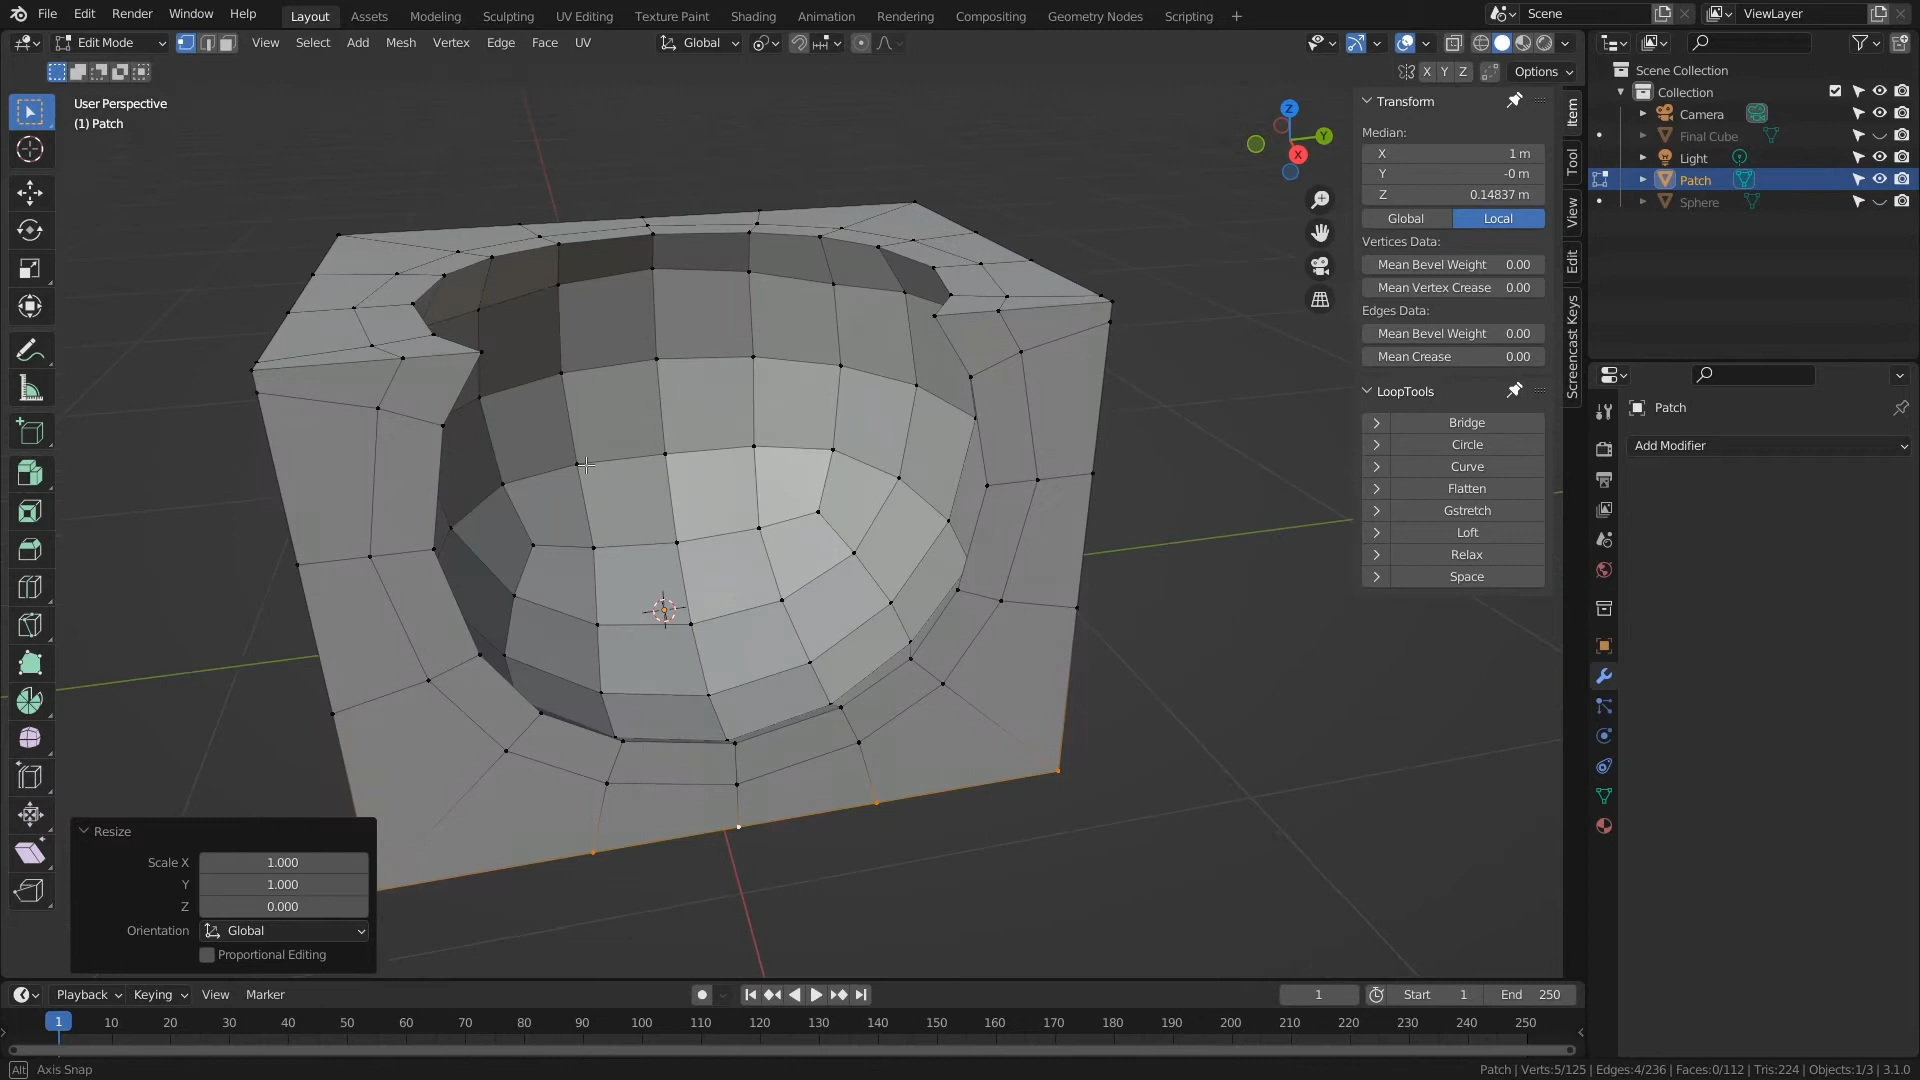 File Edit Render Window Help Layout Assets Modeling Sculpting UV Editing Texture Paint Shading Animation Rendering Compositing Geometry Nodes Scripting + Scene ViewLayer
Edit Mode View Select Add Mesh Vertex Edge Face UV Global
X Y Z Options
User Perspective
(1) Patch
Z
Y
X
Transform
Median:
X 1 m
Y -0 m
Z 0.14837 m
Global Local
Vertices Data:
Mean Bevel Weight 0.00
Mean Vertex Crease 0.00
Edges Data:
Mean Bevel Weight 0.00
Mean Crease 0.00
LoopTools
Bridge
Circle
Curve
Flatten
Gstretch
Loft
Relax
Space
Item
Tool
View
Edit
Screencast Keys
Scene Collection
Collection
Camera
Final Cube
Light
Patch
Sphere
Patch
Add Modifier
Resize
Scale X 1.000
Y 1.000
Z 0.000
Orientation Global
Proportional Editing
Playback Keying View Marker 1 Start 1 End 250
1 10 20 30 40 50 60 70 80 90 100 110 120 130 140 150 160 170 180 190 200 210 220 230 240 250
Alt Axis Snap Patch | Verts:5/125 | Edges:4/236 | Faces:0/112 | Tris:224 | Objects:1/3 | 3.1.0